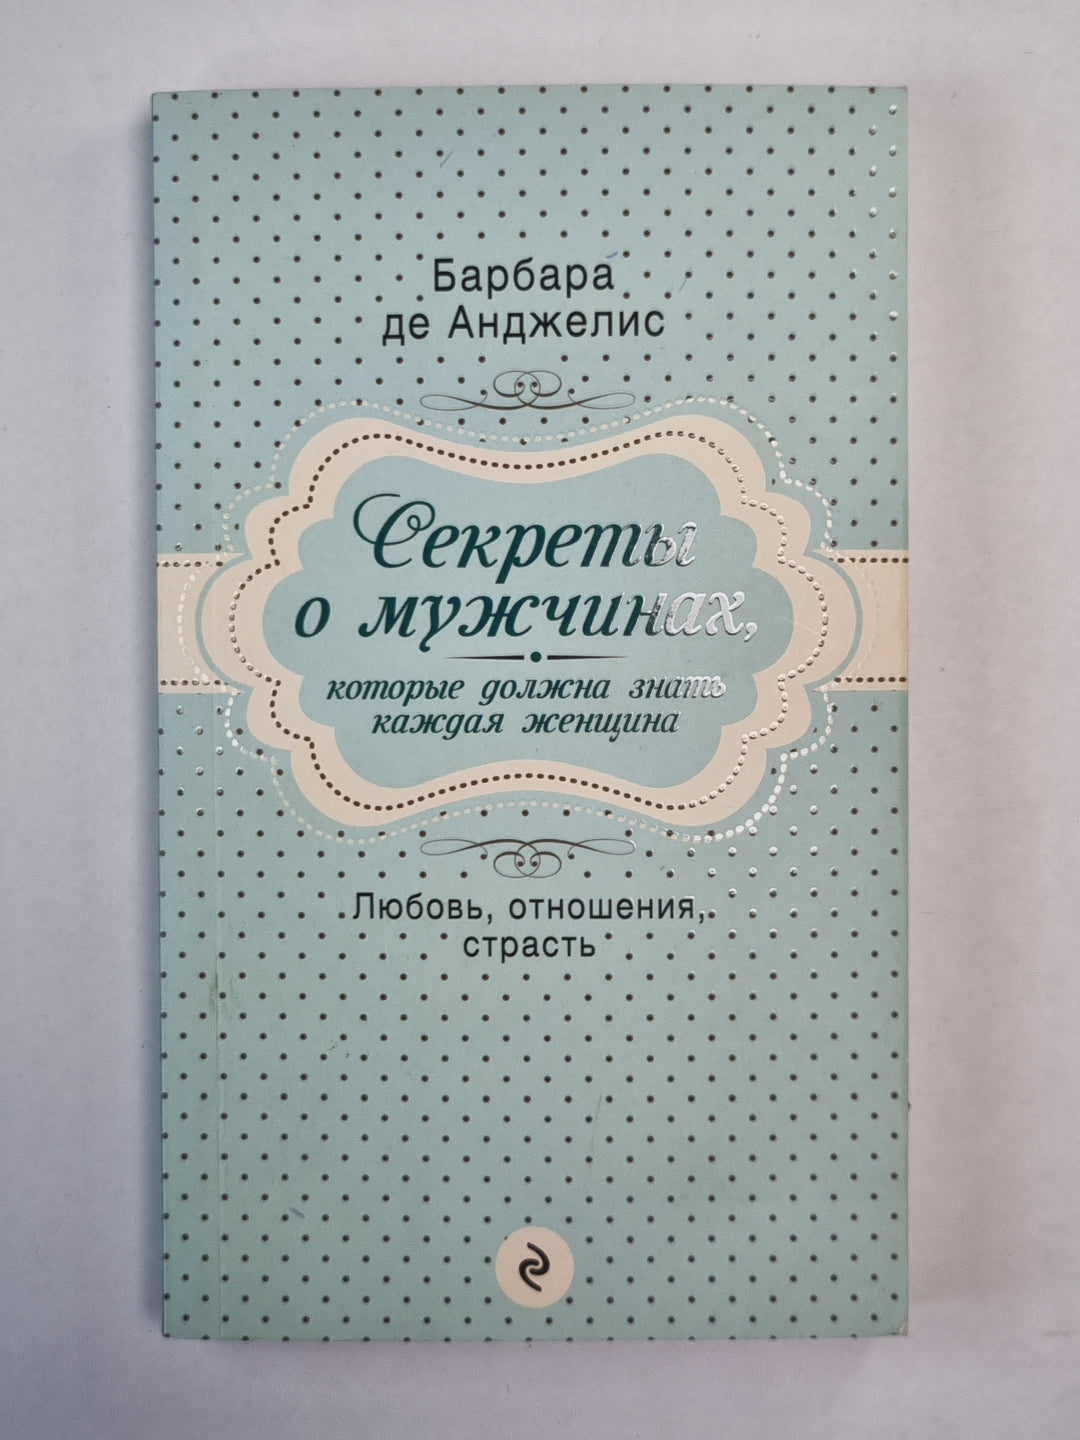 Барбара
де Анджелис
Секреты
о мужчинах,
которые должна знать
каждая женщина
Любовь, отношения,
страсть